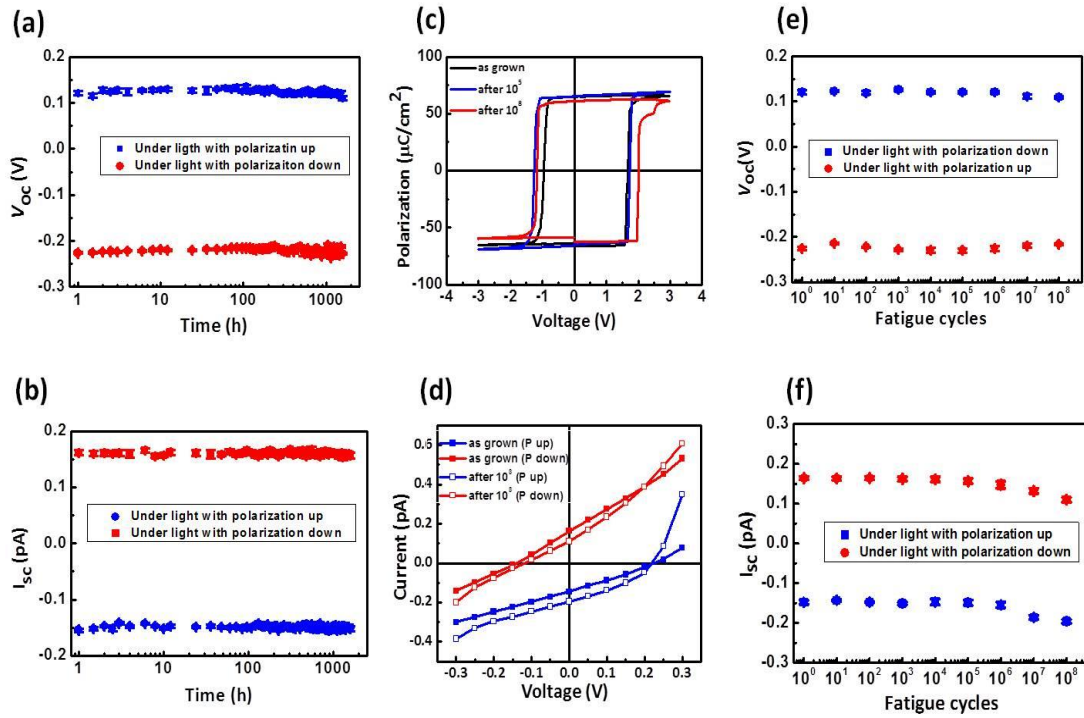 (a)
0.2
0.1
0.0
-0.1
-0.2
-0.3
V_OC (V)
Under ligth with polarizatin up
Under light with polarizaiton down
1 10 100 1000
Time (h)
(b)
0.2
0.1
0.0
-0.1
-0.2
I_SC (pA)
Under light with polarization up
Under light with polarization down
1 10 100 1000
Time (h)
(c)
100
50
0
-50
-100
Polarization (µC/cm²)
as grown
after 10⁵
after 10⁸
-4 -3 -2 -1 0 1 2 3 4
Voltage (V)
(d)
0.6
0.4
0.2
0.0
-0.2
-0.4
Current (pA)
as grown (P up)
as grown (P down)
after 10⁸ (P up)
after 10⁸ (P down)
-0.3 -0.2 -0.1 0.0 0.1 0.2 0.3
Voltage (V)
(e)
0.2
0.1
0.0
-0.1
-0.2
-0.3
V_OC(V)
Under light with polarization down
Under light with polarization up
10⁰ 10¹ 10² 10³ 10⁴ 10⁵ 10⁶ 10⁷ 10⁸
Fatigue cycles
(f)
0.3
0.2
0.1
0.0
-0.1
-0.2
-0.3
I_SC (pA)
Under light with polarization up
Under light with polarization down
10⁰ 10¹ 10² 10³ 10⁴ 10⁵ 10⁶ 10⁷ 10⁸
Fatigue cycles